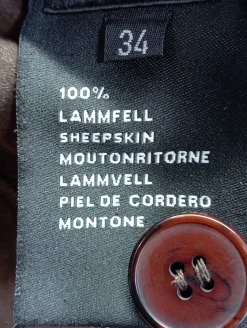 34
100%
LAMMFELL
SHEEPSKIN
MOUTONRITORNE
LAMMVELL
PIEL DE CORDERO
MONTONE